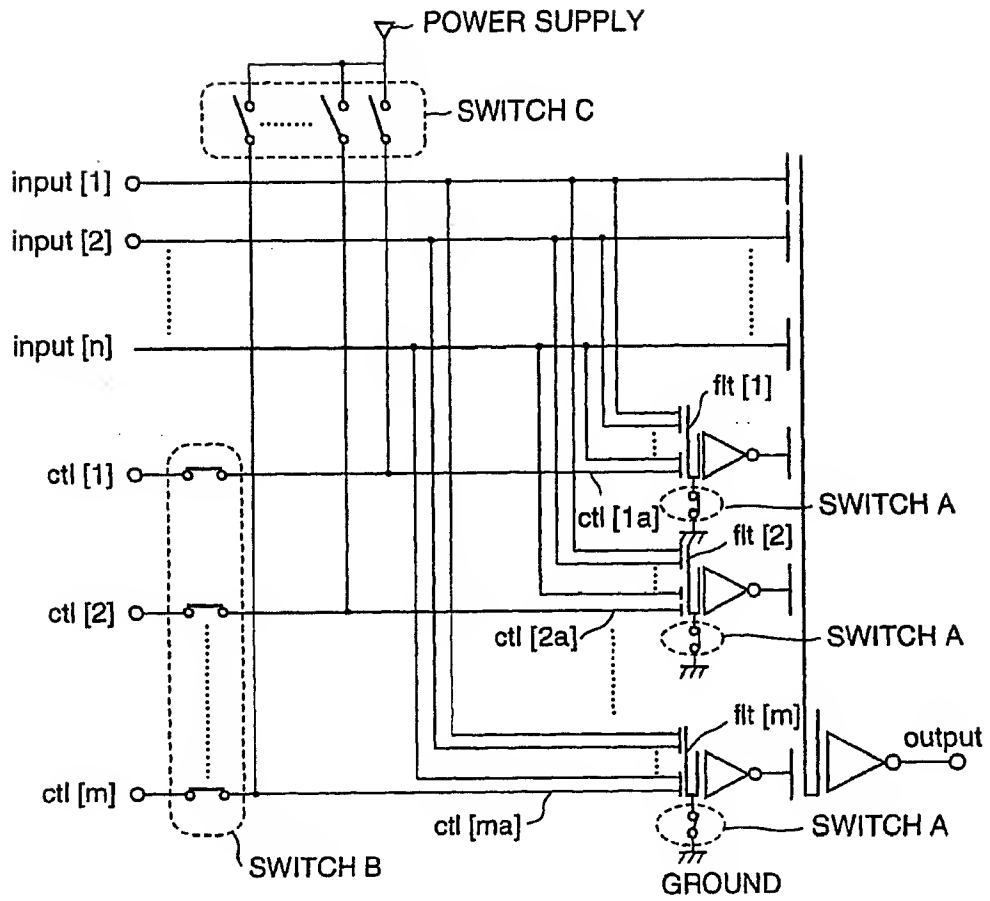 POWER SUPPLY
SWITCH C
input [1]
input [2]
input [n]
flt [1]
ctl [1]
ctl [1a]
SWITCH A
flt [2]
ctl [2]
ctl [2a]
SWITCH A
flt [m]
output
ctl [m]
ctl [ma]
SWITCH A
SWITCH B
GROUND